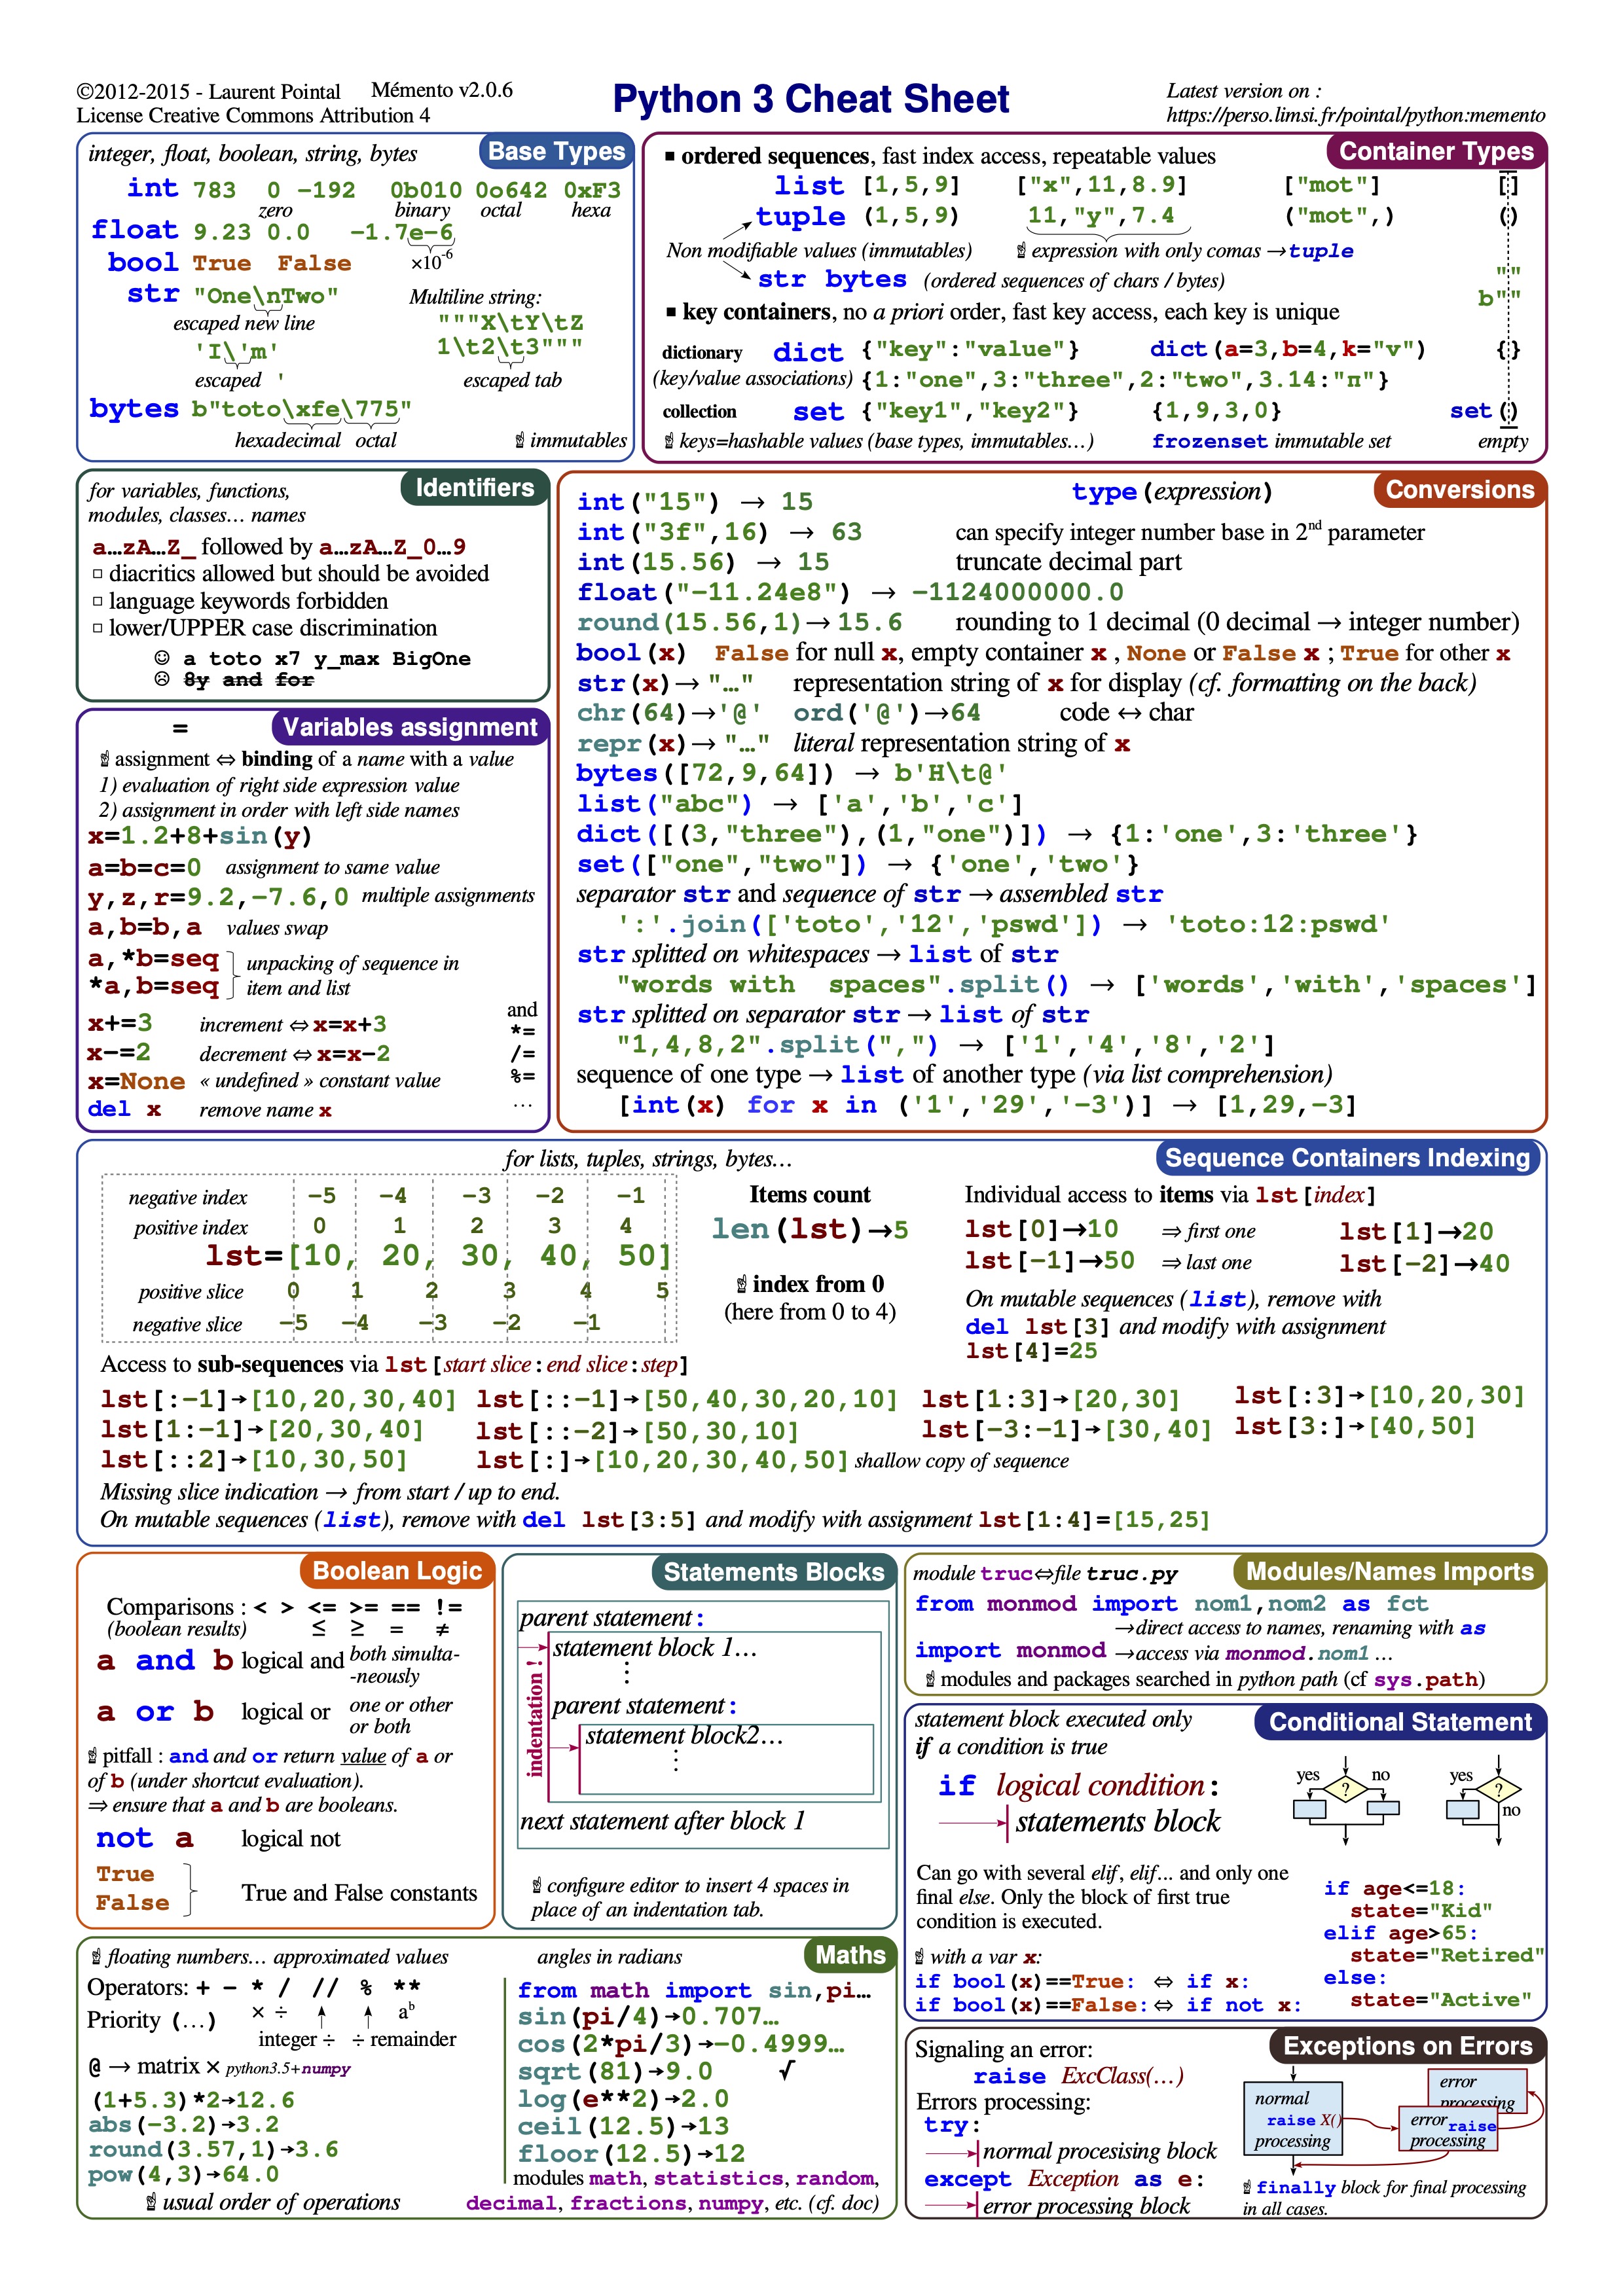 ©2012-2015 - Laurent Pointal Mémento v2.0.6
License Creative Commons Attribution 4
Python 3 Cheat Sheet
Latest version on :
https://perso.limsi.fr/pointal/python:memento
Base Types
integer, float, boolean, string, bytes
int 783 0 -192 0b010 0o642 0xF3
zero binary octal hexa
float 9.23 0.0 -1.7e-6
×10-6
bool True False
str "One\nTwo"
escaped new line
'I\'m'
escaped '
Multiline string:
"""X\tY\tZ
1\t2\t3"""
escaped tab
bytes b"toto\xfe\775"
hexadecimal octal
☝ immutables
Container Types
▪ ordered sequences, fast index access, repeatable values
list [1,5,9] ["x",11,8.9] ["mot"] []
tuple (1,5,9) 11,"y",7.4 ("mot",) ()
Non modifiable values (immutables) ☝ expression with only comas →tuple
str bytes (ordered sequences of chars / bytes)
""
b""
▪ key containers, no a priori order, fast key access, each key is unique
dictionary dict {"key":"value"} dict(a=3,b=4,k="v") {}
(key/value associations) {1:"one",3:"three",2:"two",3.14:"π"}
collection set {"key1","key2"} {1,9,3,0} set()
☝ keys=hashable values (base types, immutables…) frozenset immutable set empty
Identifiers
for variables, functions,
modules, classes… names
a…zA…Z_ followed by a…zA…Z_0…9
□ diacritics allowed but should be avoided
□ language keywords forbidden
□ lower/UPPER case discrimination
☺ a toto x7 y_max BigOne
☹ 8y and for
= Variables assignment
☝ assignment ⇔ binding of a name with a value
1) evaluation of right side expression value
2) assignment in order with left side names
x=1.2+8+sin(y)
a=b=c=0 assignment to same value
y,z,r=9.2,-7.6,0 multiple assignments
a,b=b,a values swap
a,*b=seq
*a,b=seq
unpacking of sequence in
item and list
x+=3 increment ⇔ x=x+3
x-=2 decrement ⇔ x=x-2
x=None « undefined » constant value
del x remove name x
and
*=
/=
%=
…
Conversions
type(expression)
int("15") → 15
int("3f",16) → 63 can specify integer number base in 2nd parameter
int(15.56) → 15 truncate decimal part
float("-11.24e8") → -1124000000.0
round(15.56,1)→ 15.6 rounding to 1 decimal (0 decimal → integer number)
bool(x) False for null x, empty container x , None or False x ; True for other x
str(x)→ "…" representation string of x for display (cf. formatting on the back)
chr(64)→'@' ord('@')→64 code ↔ char
repr(x)→ "…" literal representation string of x
bytes([72,9,64]) → b'H\t@'
list("abc") → ['a','b','c']
dict([(3,"three"),(1,"one")]) → {1:'one',3:'three'}
set(["one","two"]) → {'one','two'}
separator str and sequence of str → assembled str
':'.join(['toto','12','pswd']) → 'toto:12:pswd'
str splitted on whitespaces → list of str
"words with  spaces".split() → ['words','with','spaces']
str splitted on separator str → list of str
"1,4,8,2".split(",") → ['1','4','8','2']
sequence of one type → list of another type (via list comprehension)
[int(x) for x in ('1','29','-3')] → [1,29,-3]
Sequence Containers Indexing
for lists, tuples, strings, bytes…
negative index -5 -4 -3 -2 -1
positive index 0 1 2 3 4
lst=[10, 20, 30, 40, 50]
positive slice 0 1 2 3 4 5
negative slice -5 -4 -3 -2 -1
Items count
len(lst)→5
☝ index from 0
(here from 0 to 4)
Individual access to items via lst[index]
lst[0]→10 ⇒ first one lst[1]→20
lst[-1]→50 ⇒ last one lst[-2]→40
On mutable sequences (list), remove with
del lst[3] and modify with assignment
lst[4]=25
Access to sub-sequences via lst[start slice:end slice:step]
lst[:-1]→[10,20,30,40] lst[::-1]→[50,40,30,20,10] lst[1:3]→[20,30] lst[:3]→[10,20,30]
lst[1:-1]→[20,30,40] lst[::-2]→[50,30,10] lst[-3:-1]→[30,40] lst[3:]→[40,50]
lst[::2]→[10,30,50] lst[:]→[10,20,30,40,50] shallow copy of sequence
Missing slice indication → from start / up to end.
On mutable sequences (list), remove with del lst[3:5] and modify with assignment lst[1:4]=[15,25]
Boolean Logic
Comparisons : < > <= >= == !=
(boolean results) ≤ ≥ = ≠
a and b logical and both simulta-
-neously
a or b logical or one or other
or both
☝ pitfall : and and or return value of a or
of b (under shortcut evaluation).
⇒ ensure that a and b are booleans.
not a logical not
True
False
True and False constants
Statements Blocks
parent statement:
statement block 1…
⋮
parent statement:
statement block2…
⋮
indentation !
next statement after block 1
☝ configure editor to insert 4 spaces in
place of an indentation tab.
Modules/Names Imports
module truc⇔file truc.py
from monmod import nom1,nom2 as fct
→direct access to names, renaming with as
import monmod →access via monmod.nom1 …
☝ modules and packages searched in python path (cf sys.path)
Conditional Statement
statement block executed only
if a condition is true
if logical condition:
statements block
yes ? no
yes ? no
Can go with several elif, elif... and only one
final else. Only the block of first true
condition is executed.
☝ with a var x:
if bool(x)==True: ⇔ if x:
if bool(x)==False: ⇔ if not x:
if age<=18:
state="Kid"
elif age>65:
state="Retired"
else:
state="Active"
Maths
☝ floating numbers… approximated values angles in radians
Operators: + - * / // % **
Priority (…) × ÷ ab
integer ÷ ÷ remainder
@ → matrix × python3.5+numpy
(1+5.3)*2→12.6
abs(-3.2)→3.2
round(3.57,1)→3.6
pow(4,3)→64.0
☝ usual order of operations
from math import sin,pi…
sin(pi/4)→0.707…
cos(2*pi/3)→-0.4999…
sqrt(81)→9.0 √
log(e**2)→2.0
ceil(12.5)→13
floor(12.5)→12
modules math, statistics, random,
decimal, fractions, numpy, etc. (cf. doc)
Exceptions on Errors
Signaling an error:
raise ExcClass(…)
Errors processing:
try:
normal procesising block
except Exception as e:
error processing block
normal
raise X()
processing
error
processing
error raise
processing
☝ finally block for final processing
in all cases.